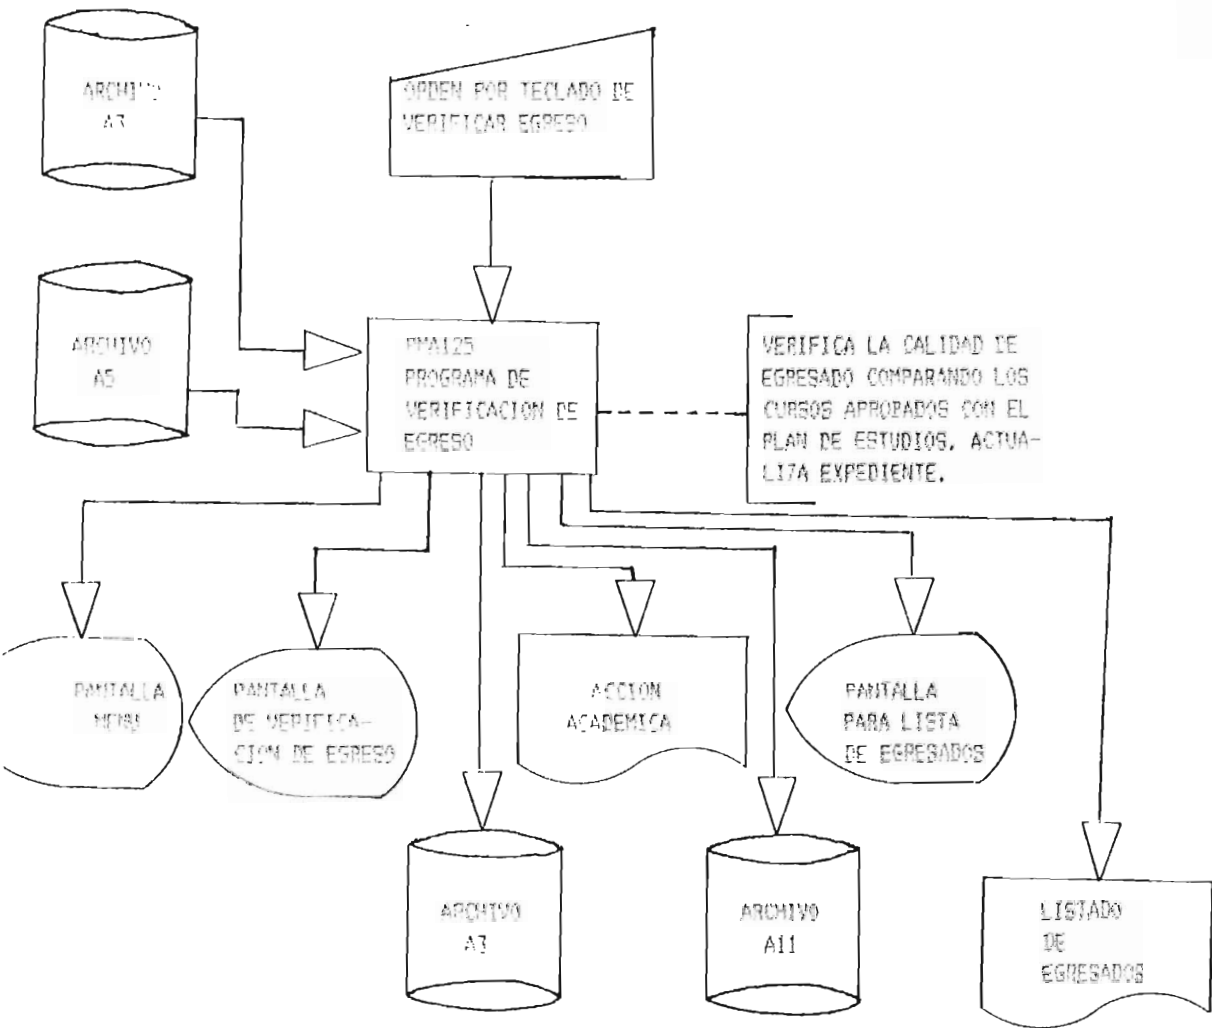 ARCHIVO
A3
ORDEN POR TECLADO DE
VERIFICAR EGRESO
ARCHIVO
A5
PMA125
PROGRAMA DE
VERIFICACION DE
EGRESO
VERIFICA LA CALIDAD DE
EGRESADO COMPARANDO LOS
CURSOS APROBADOS CON EL
PLAN DE ESTUDIOS. ACTUA-
LIZA EXPEDIENTE.
PANTALLA
MENU
PANTALLA
DE VERIFICA-
CION DE EGRESO
ACCION
ACADEMICA
PANTALLA
PARA LISTA
DE EGRESADOS
ARCHIVO
A3
ARCHIVO
A11
LISTADO
DE
EGRESADOS